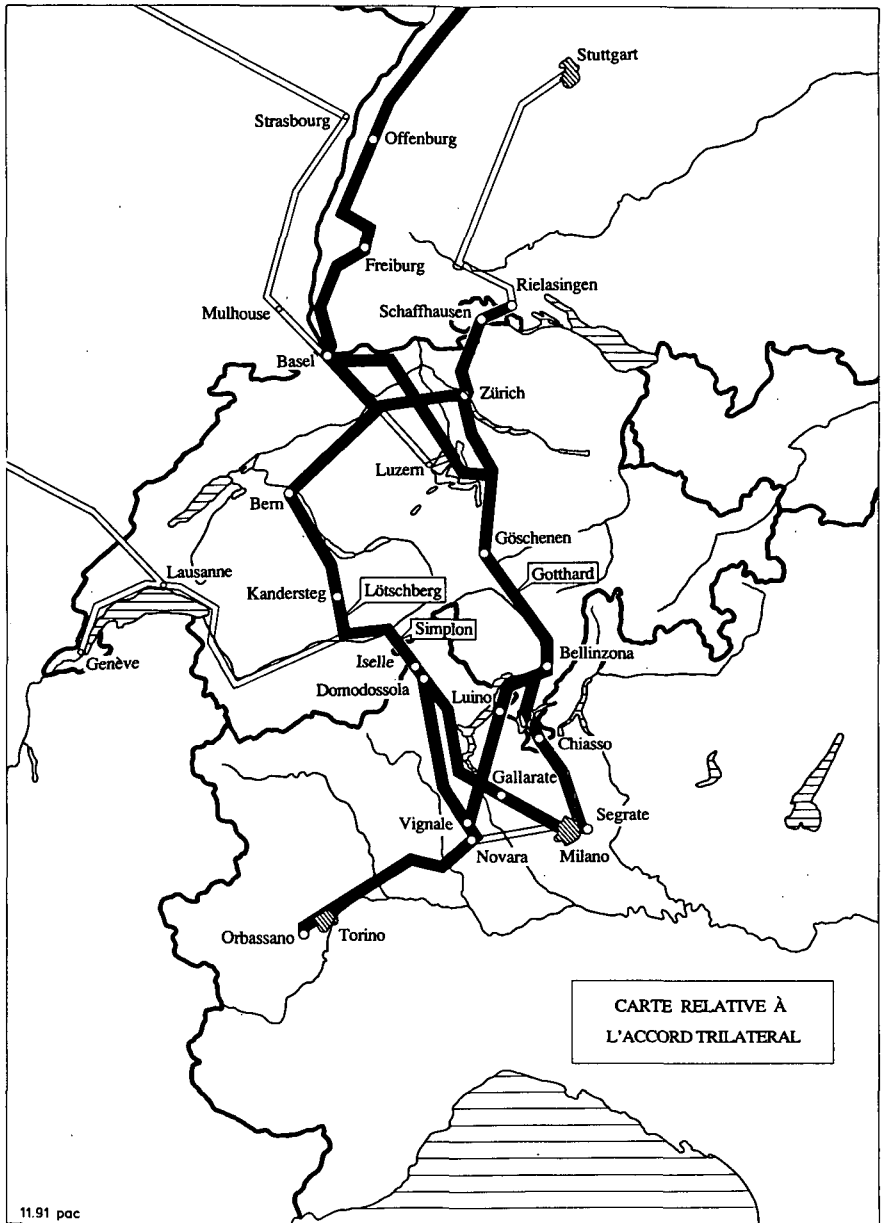 Stuttgart
Strasbourg
Offenburg
Freiburg
Rielasingen
Mulhouse
Schaffhausen
Basel
Zürich
Luzern
Bern
Göschenen
Lausanne
Gotthard
Kandersteg
Lötschberg
Simplon
Genève
Iselle
Bellinzona
Domodossola
Luino
Chiasso
Gallarate
Vignale
Segrate
Novara
Milano
Orbassano
Torino
CARTE RELATIVE À
L'ACCORD TRILATERAL
11.91 pac